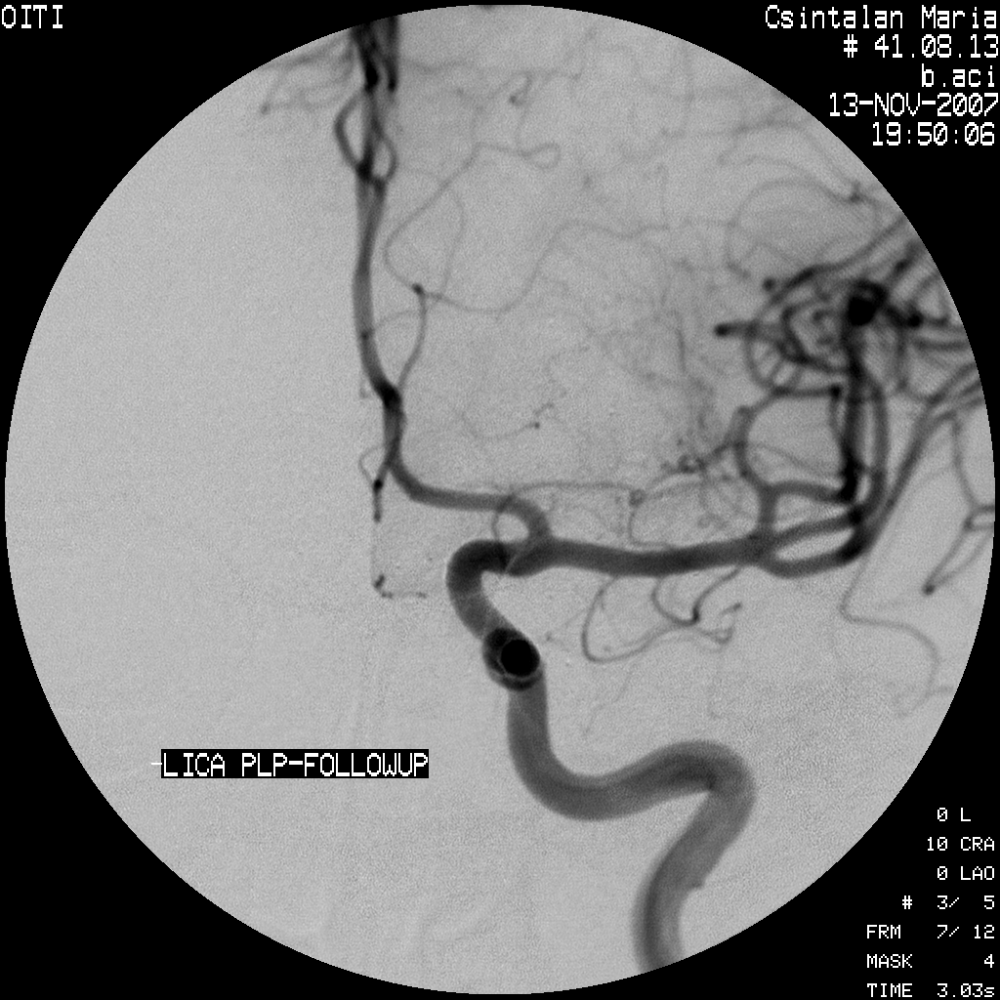 OITI
Csintalan Maria
# 41.08.13
b.aci
13-NOV-2007
19:50:06
LICA PLP-FOLLOWUP
0 L
10 CRA
0 LAO
# 3/ 5
FRM 7/ 12
MASK 4
TIME 3.03s